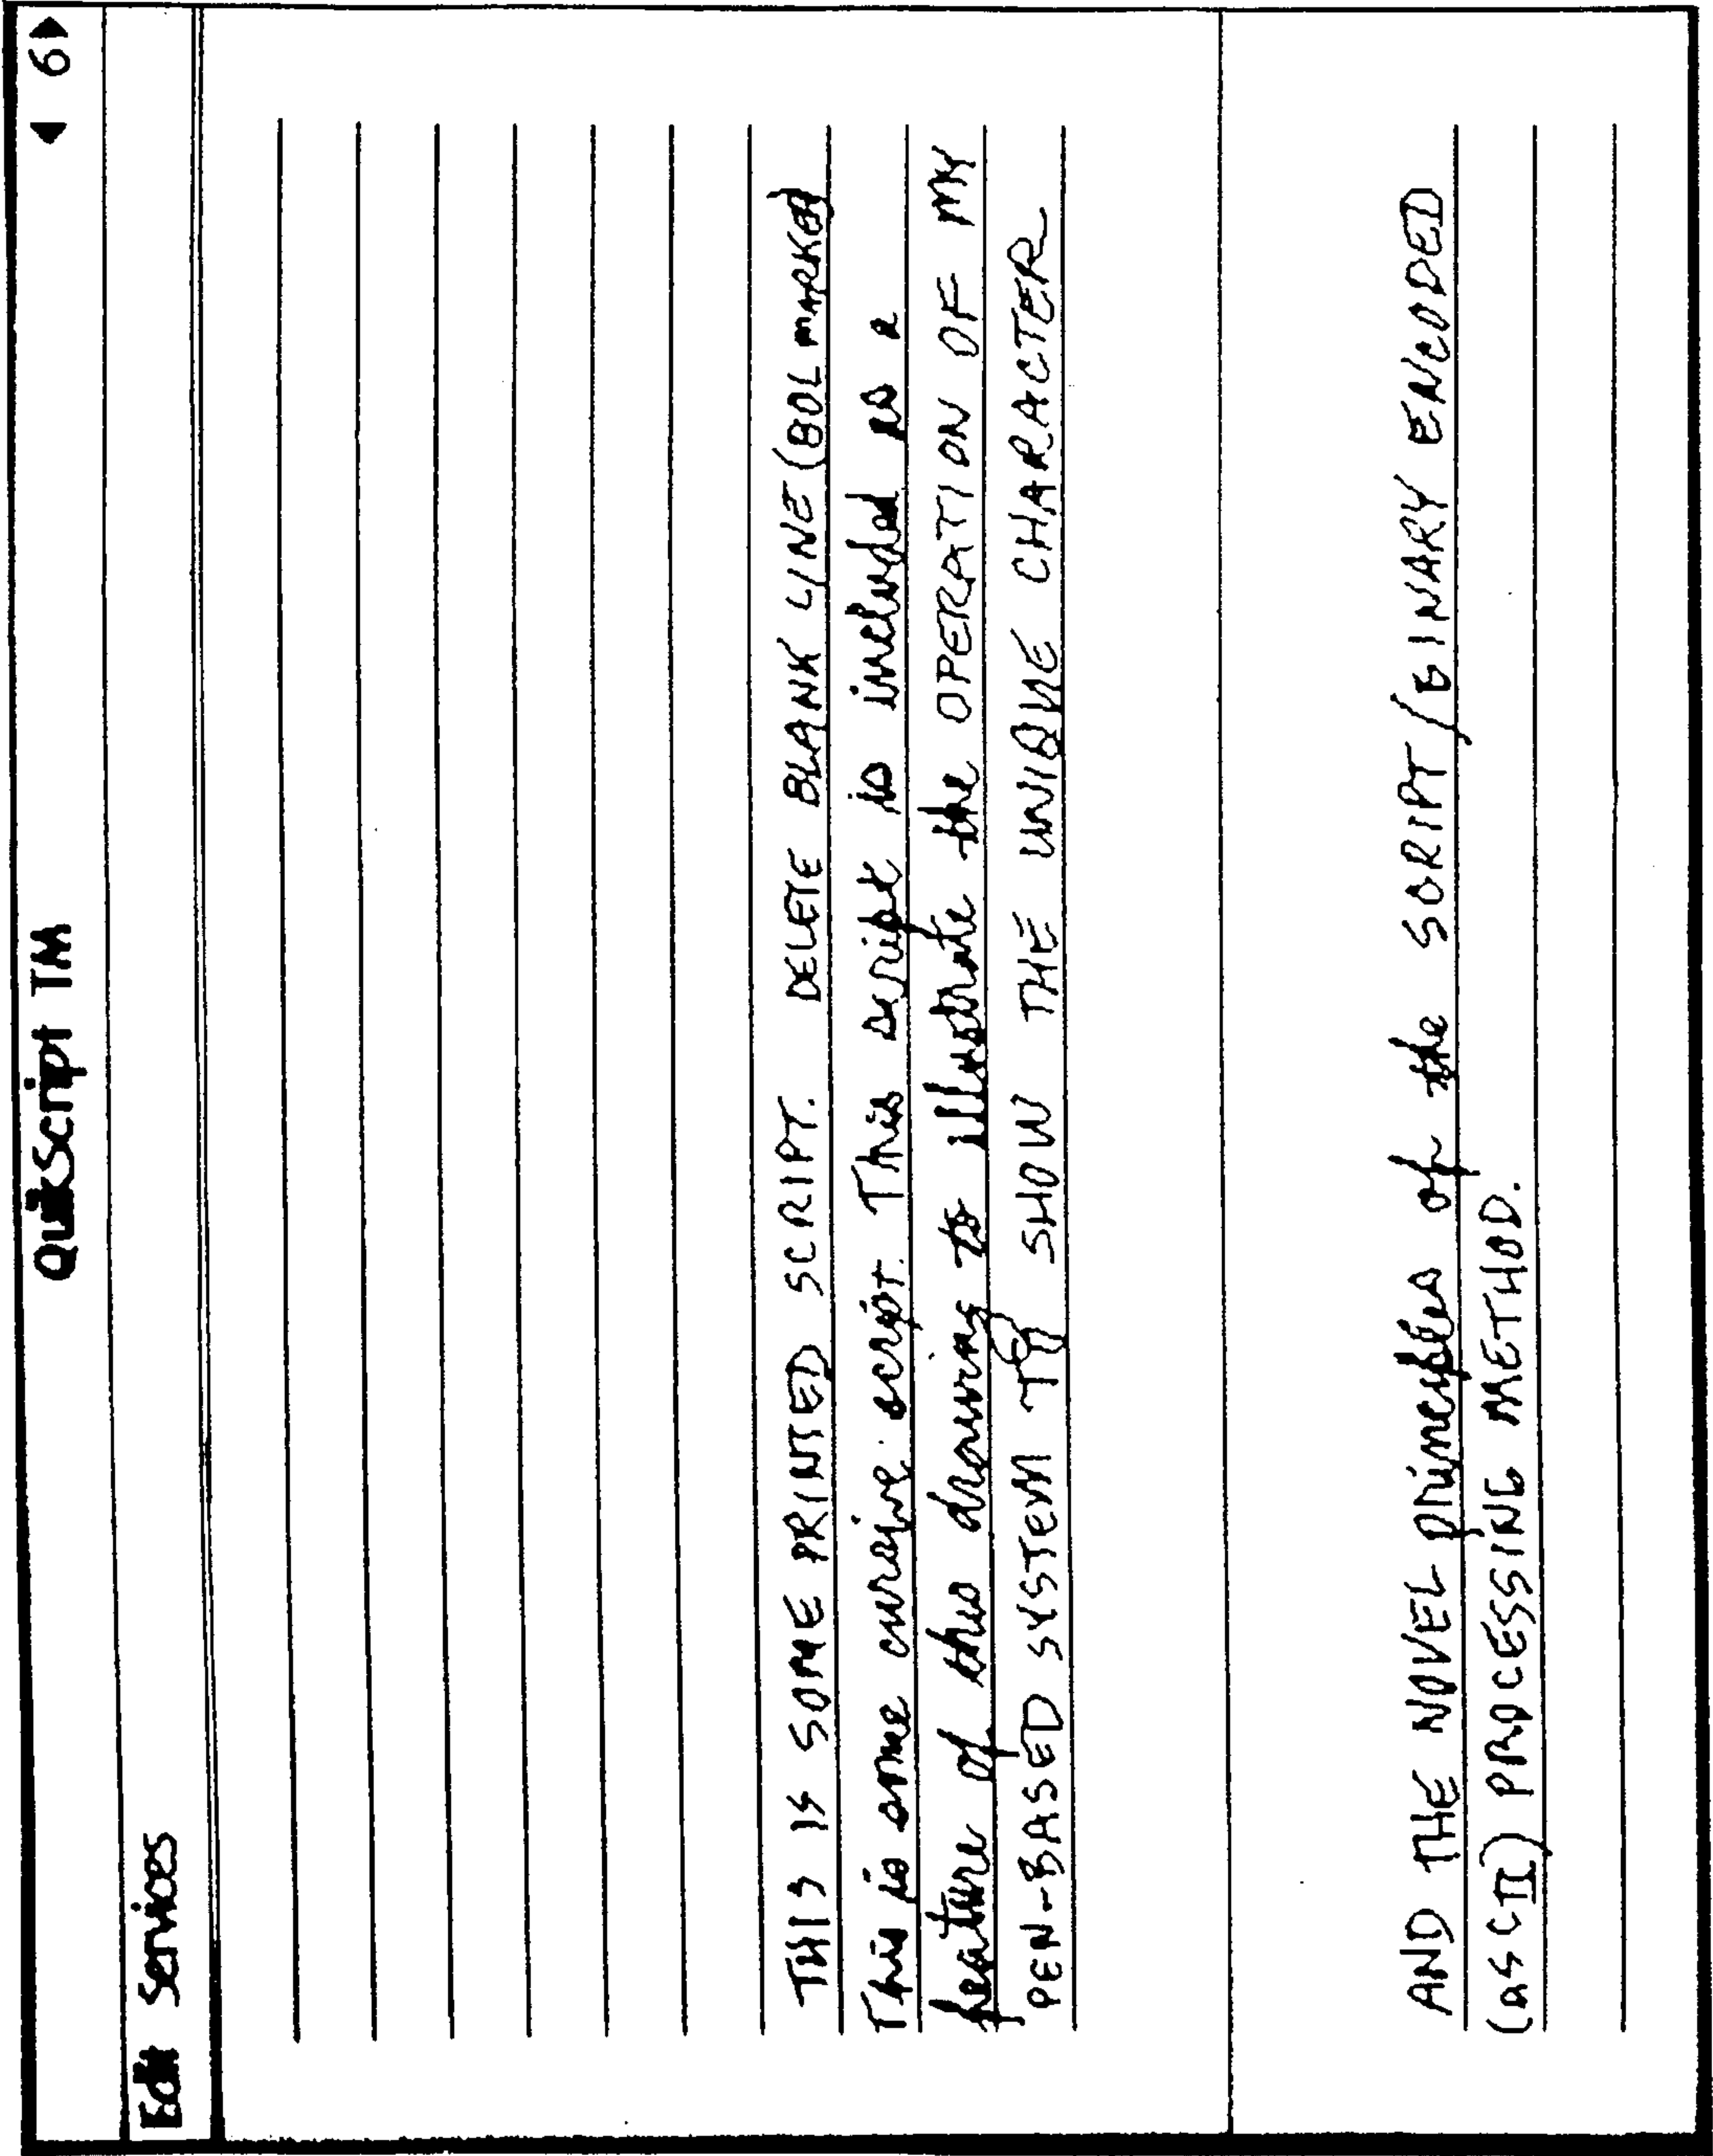 QuikScript TM ◀ 6▶
Edit Services
THIS IS SOME PRINTED SCRIPT. DELETE BLANK LINE (BOL MARKED)
This is some cursive script. This script is included as a
feature of this drawing to illustrate the OPERATION OF MY
PEN-BASED SYSTEM TO SHOW THE UNIQUE CHARACTER
AND THE NOVEL principles of the SCRIPT/BINARY ENCODED
(ASCII) PROCESSING METHOD.